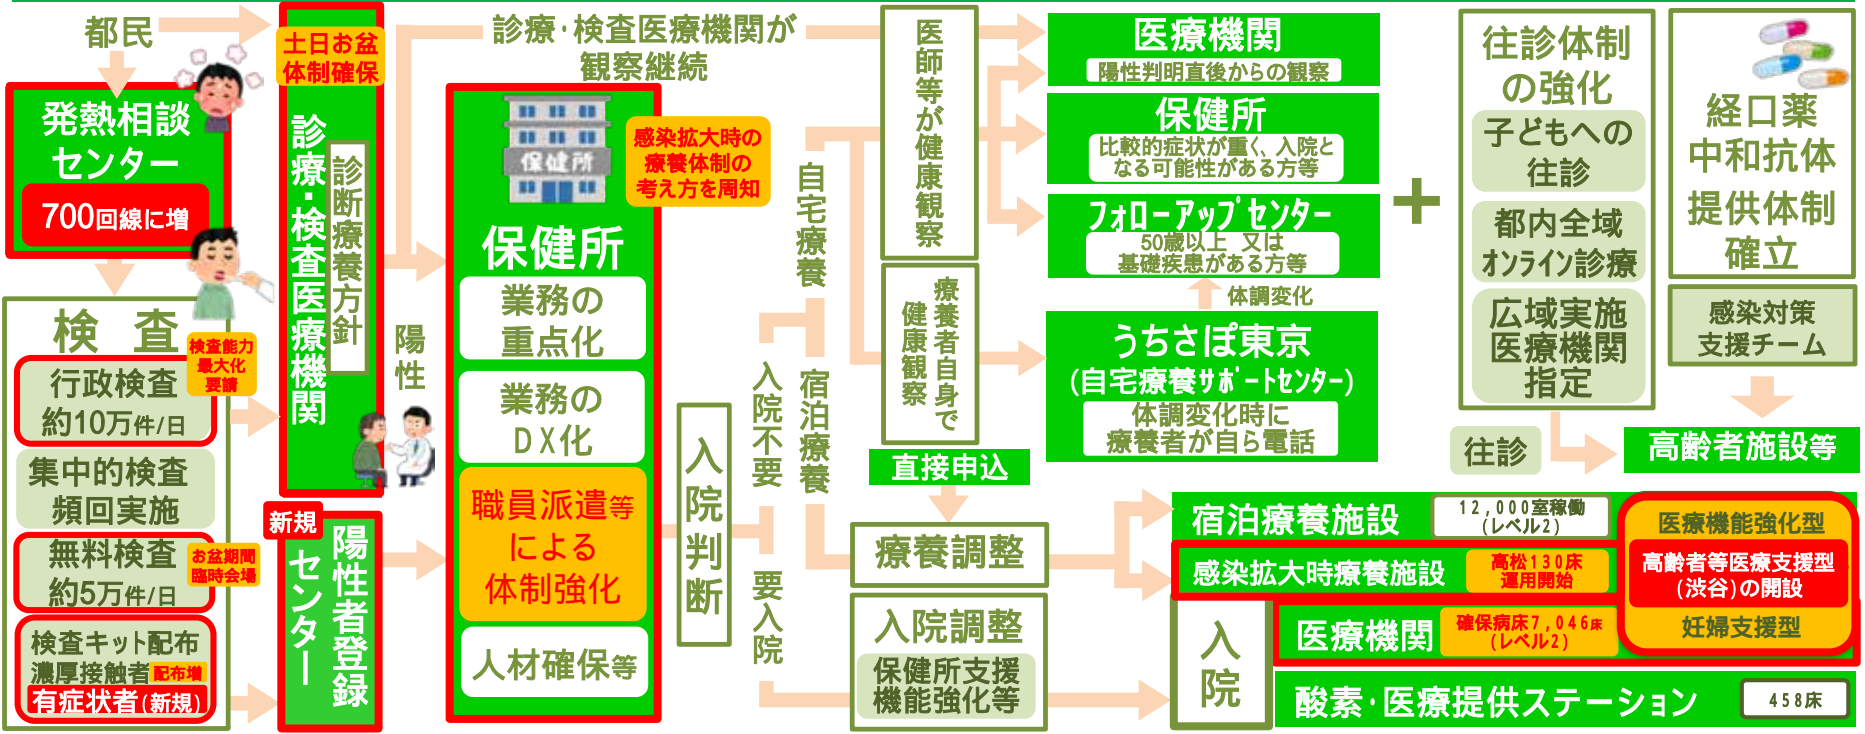 都民
発熱相談
センター
700回線に増
検 査
検査能力
最大化
要請
行政検査
約10万件/日
集中的検査
頻回実施
無料検査
約5万件/日
お盆期間
臨時会場
検査キット配布
濃厚接触者
配布増
有症状者(新規)
土日お盆
体制確保
診療・検査医療機関
診断療養方針
新規
陽性者登録
センター
陽性
診療・検査医療機関が
観察継続
保健所
感染拡大時の
療養体制の
考え方を周知
保健所
業務の
重点化
業務の
DX化
職員派遣等
による
体制強化
人材確保等
入院判断
入院不要
要入院
自宅療養
宿泊療養
医師等が健康観察
療養者自身で
健康観察
直接申込
療養調整
入院調整
保健所支援
機能強化等
医療機関
陽性判明直後からの観察
保健所
比較的症状が重く、入院と
なる可能性がある方等
フォローアップセンター
50歳以上 又は
基礎疾患がある方等
体調変化
うちさぽ東京
(自宅療養サポートセンター)
体調変化時に
療養者が自ら電話
+
往診体制
の強化
子どもへの
往診
都内全域
オンライン診療
広域実施
医療機関
指定
経口薬
中和抗体
提供体制
確立
感染対策
支援チーム
往診
高齢者施設等
宿泊療養施設
12,000室稼働
(レベル2)
感染拡大時療養施設
高松130床
運用開始
入院
医療機関
確保病床7,046床
(レベル2)
医療機能強化型
高齢者等医療支援型
(渋谷)の開設
妊婦支援型
酸素・医療提供ステーション
458床